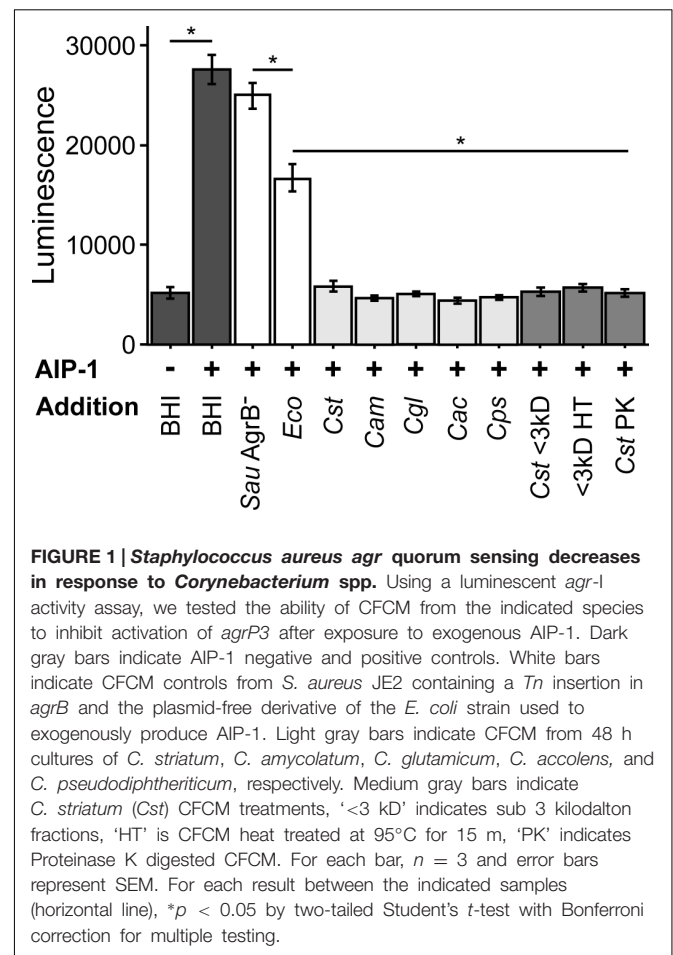 *
*
*
30000
20000
10000
0
Luminescence
AIP-1 - + + + + + + + + + + +
Addition BHI BHI Sau AgrB⁻ Eco Cst Cam Cgl Cac Cps Cst <3kD <3kD HT Cst PK
FIGURE 1 | Staphylococcus aureus agr quorum sensing decreases
in response to Corynebacterium spp. Using a luminescent agr-I
activity assay, we tested the ability of CFCM from the indicated species
to inhibit activation of agrP3 after exposure to exogenous AIP-1. Dark
gray bars indicate AIP-1 negative and positive controls. White bars
indicate CFCM controls from S. aureus JE2 containing a Tn insertion in
agrB and the plasmid-free derivative of the E. coli strain used to
exogenously produce AIP-1. Light gray bars indicate CFCM from 48 h
cultures of C. striatum, C. amycolatum, C. glutamicum, C. accolens, and
C. pseudodiphtheriticum, respectively. Medium gray bars indicate
C. striatum (Cst) CFCM treatments, ‘<3 kD’ indicates sub 3 kilodalton
fractions, ‘HT’ is CFCM heat treated at 95°C for 15 m, ‘PK’ indicates
Proteinase K digested CFCM. For each bar, n = 3 and error bars
represent SEM. For each result between the indicated samples
(horizontal line), *p < 0.05 by two-tailed Student’s t-test with Bonferroni
correction for multiple testing.